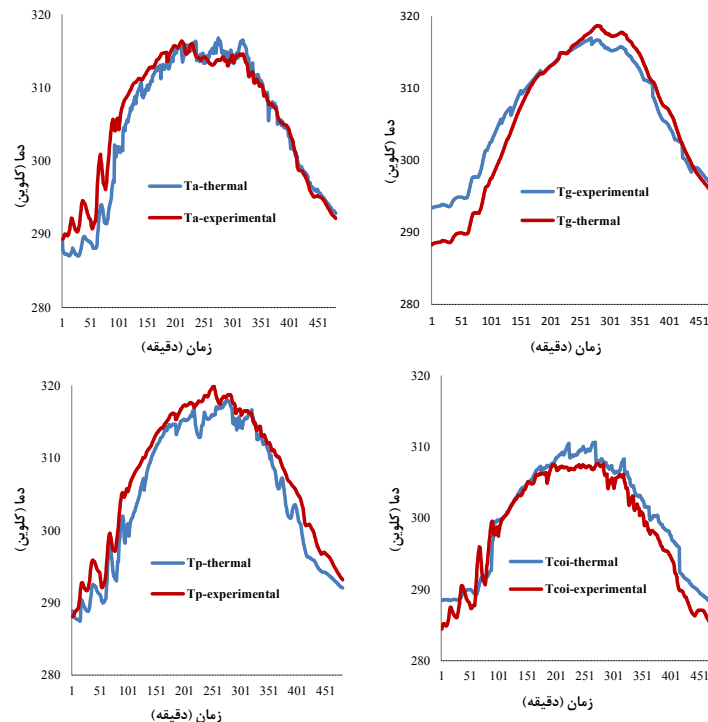 320
310
300
290
280
دما (کلوین)
Ta-thermal
Ta-experimental
1 51 101 151 201 251 301 351 401 451
زمان (دقیقه)
320
310
300
290
280
دما (کلوین)
Tg-experimental
Tg-thermal
1 51 101 151 201 251 301 351 401 451
زمان (دقیقه)
320
310
300
290
280
دما (کلوین)
Tp-thermal
Tp-experimental
1 51 101 151 201 251 301 351 401 451
زمان (دقیقه)
320
310
300
290
280
دما (کلوین)
Tcoi-thermal
Tcoi-experimental
1 51 101 151 201 251 301 351 401 451
زمان (دقیقه)